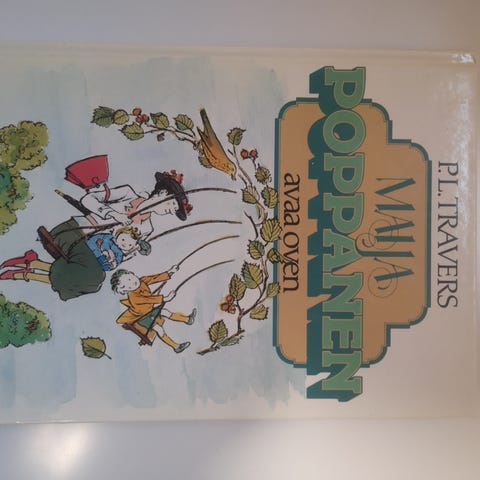 P.L. TRAVERS
MAIJA
POPPANEN
avaa oven